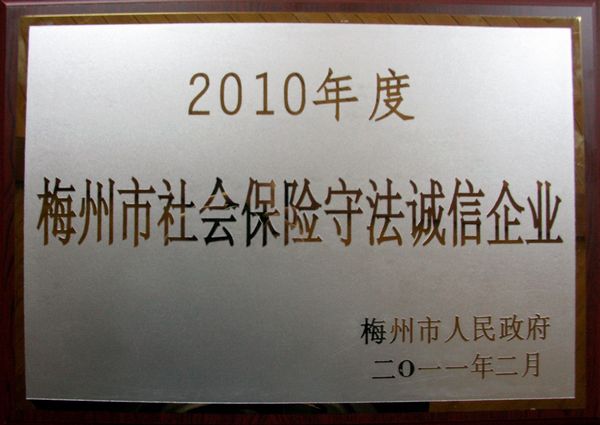 2010年度
梅州市社会保险守法诚信企业
梅州市人民政府
二〇一一年二月